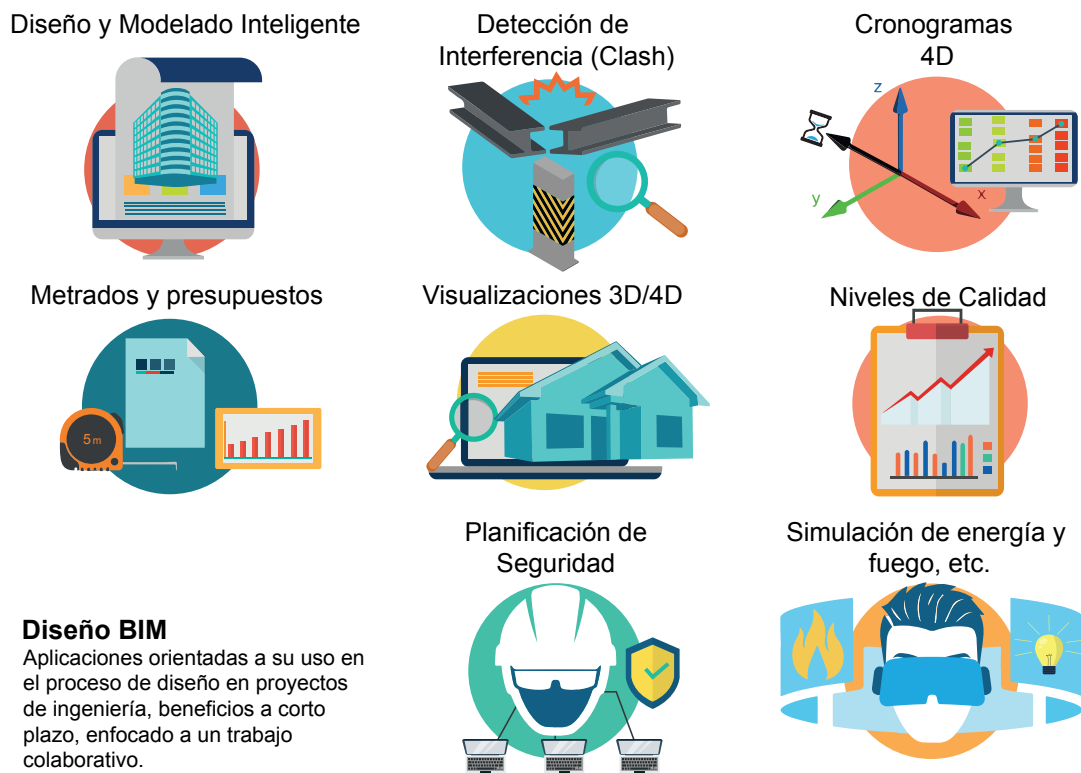 Diseño y Modelado Inteligente
Detección de
Interferencia (Clash)
Cronogramas
4D
z
y
x
Metrados y presupuestos
5m
Visualizaciones 3D/4D
Niveles de Calidad
Planificación de
Seguridad
Simulación de energía y
fuego, etc.
Diseño BIM
Aplicaciones orientadas a su uso en
el proceso de diseño en proyectos
de ingeniería, beneficios a corto
plazo, enfocado a un trabajo
colaborativo.